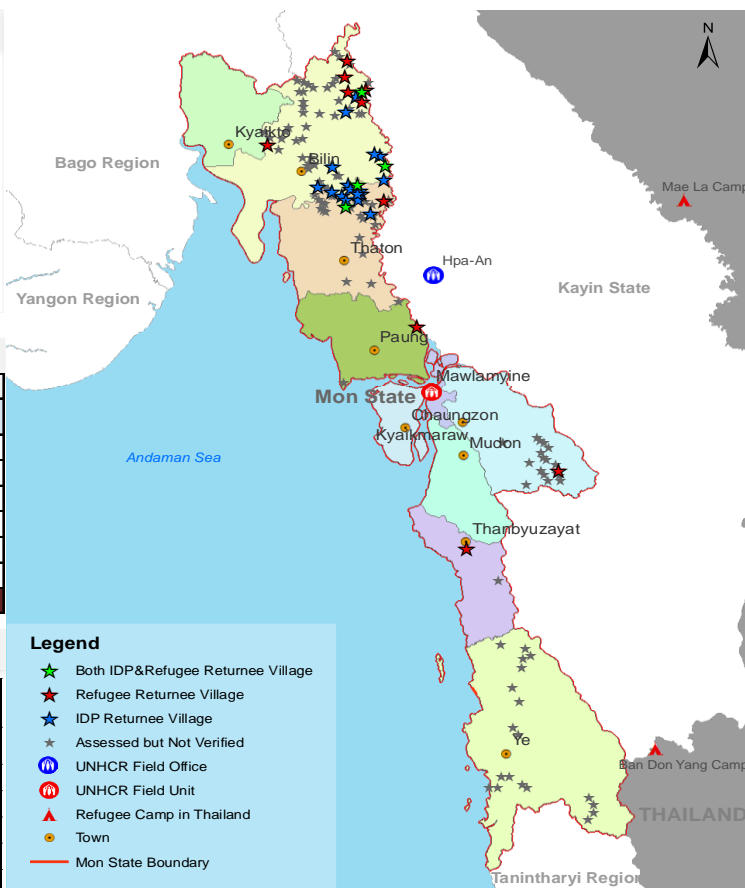 N
Kyaikto
Bago Region
Bilin
Mae La Camp
Thaton
Hpa-An
Kayin State
Yangon Region
Paung
Mawlamyine
Mon State
Chaungzon
Kyaikmaraw
Mudon
Andaman Sea
Thanbyuzayat
Legend
Both IDP&Refugee Returnee Village
Refugee Returnee Village
IDP Returnee Village
Assessed but Not Verified
UNHCR Field Office
UNHCR Field Unit
Refugee Camp in Thailand
Town
Mon State Boundary
Ye
Ban Don Yang Camp
THAILAND
Tanintharyi Region